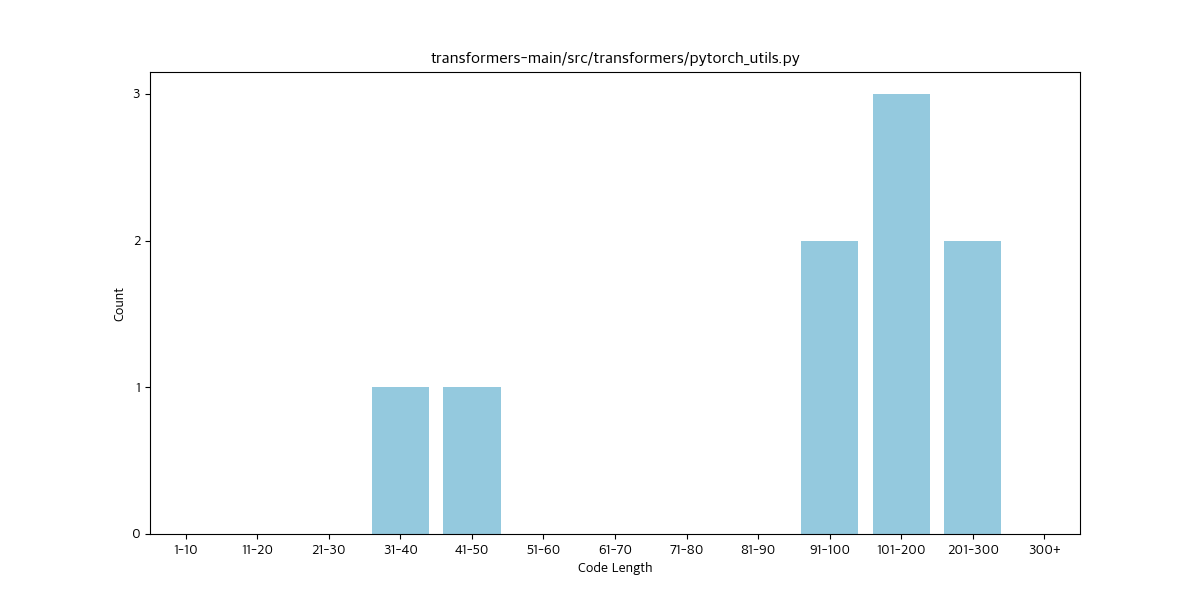 transformers-main/src/transformers/pytorch_utils.py
3
2
1
0
Count
1-10 11-20 21-30 31-40 41-50 51-60 61-70 71-80 81-90 91-100 101-200 201-300 300+
Code Length